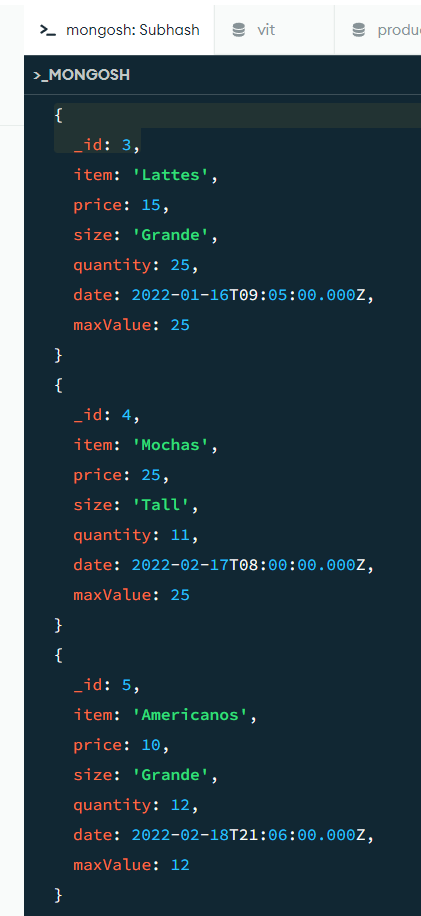 >_ mongosh: Subhash
vit
produ
>_MONGOSH
{
_id: 3,
item: 'Lattes',
price: 15,
size: 'Grande',
quantity: 25,
date: 2022-01-16T09:05:00.000Z,
maxValue: 25
}
{
_id: 4,
item: 'Mochas',
price: 25,
size: 'Tall',
quantity: 11,
date: 2022-02-17T08:00:00.000Z,
maxValue: 25
}
{
_id: 5,
item: 'Americanos',
price: 10,
size: 'Grande',
quantity: 12,
date: 2022-02-18T21:06:00.000Z,
maxValue: 12
}